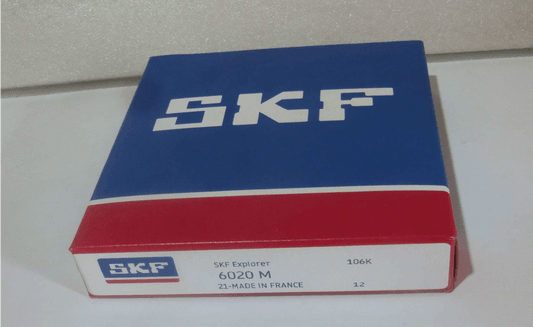 SKF
SKF
SKF Explorer 106K
6020 M
21-MADE IN FRANCE 12